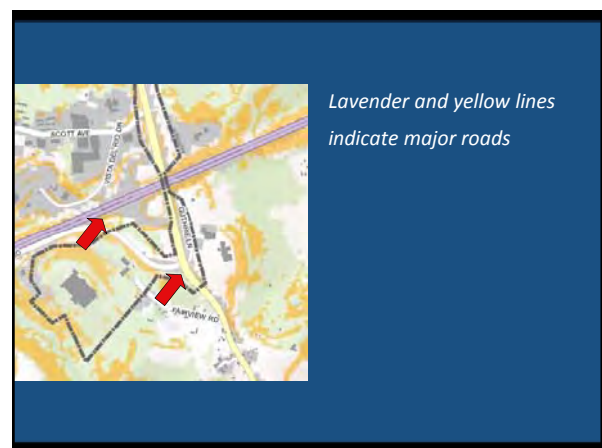 Lavender and yellow lines
indicate major roads
SCOTT AVE
VISTA DEL RIO DR
FAIRVIEW RD